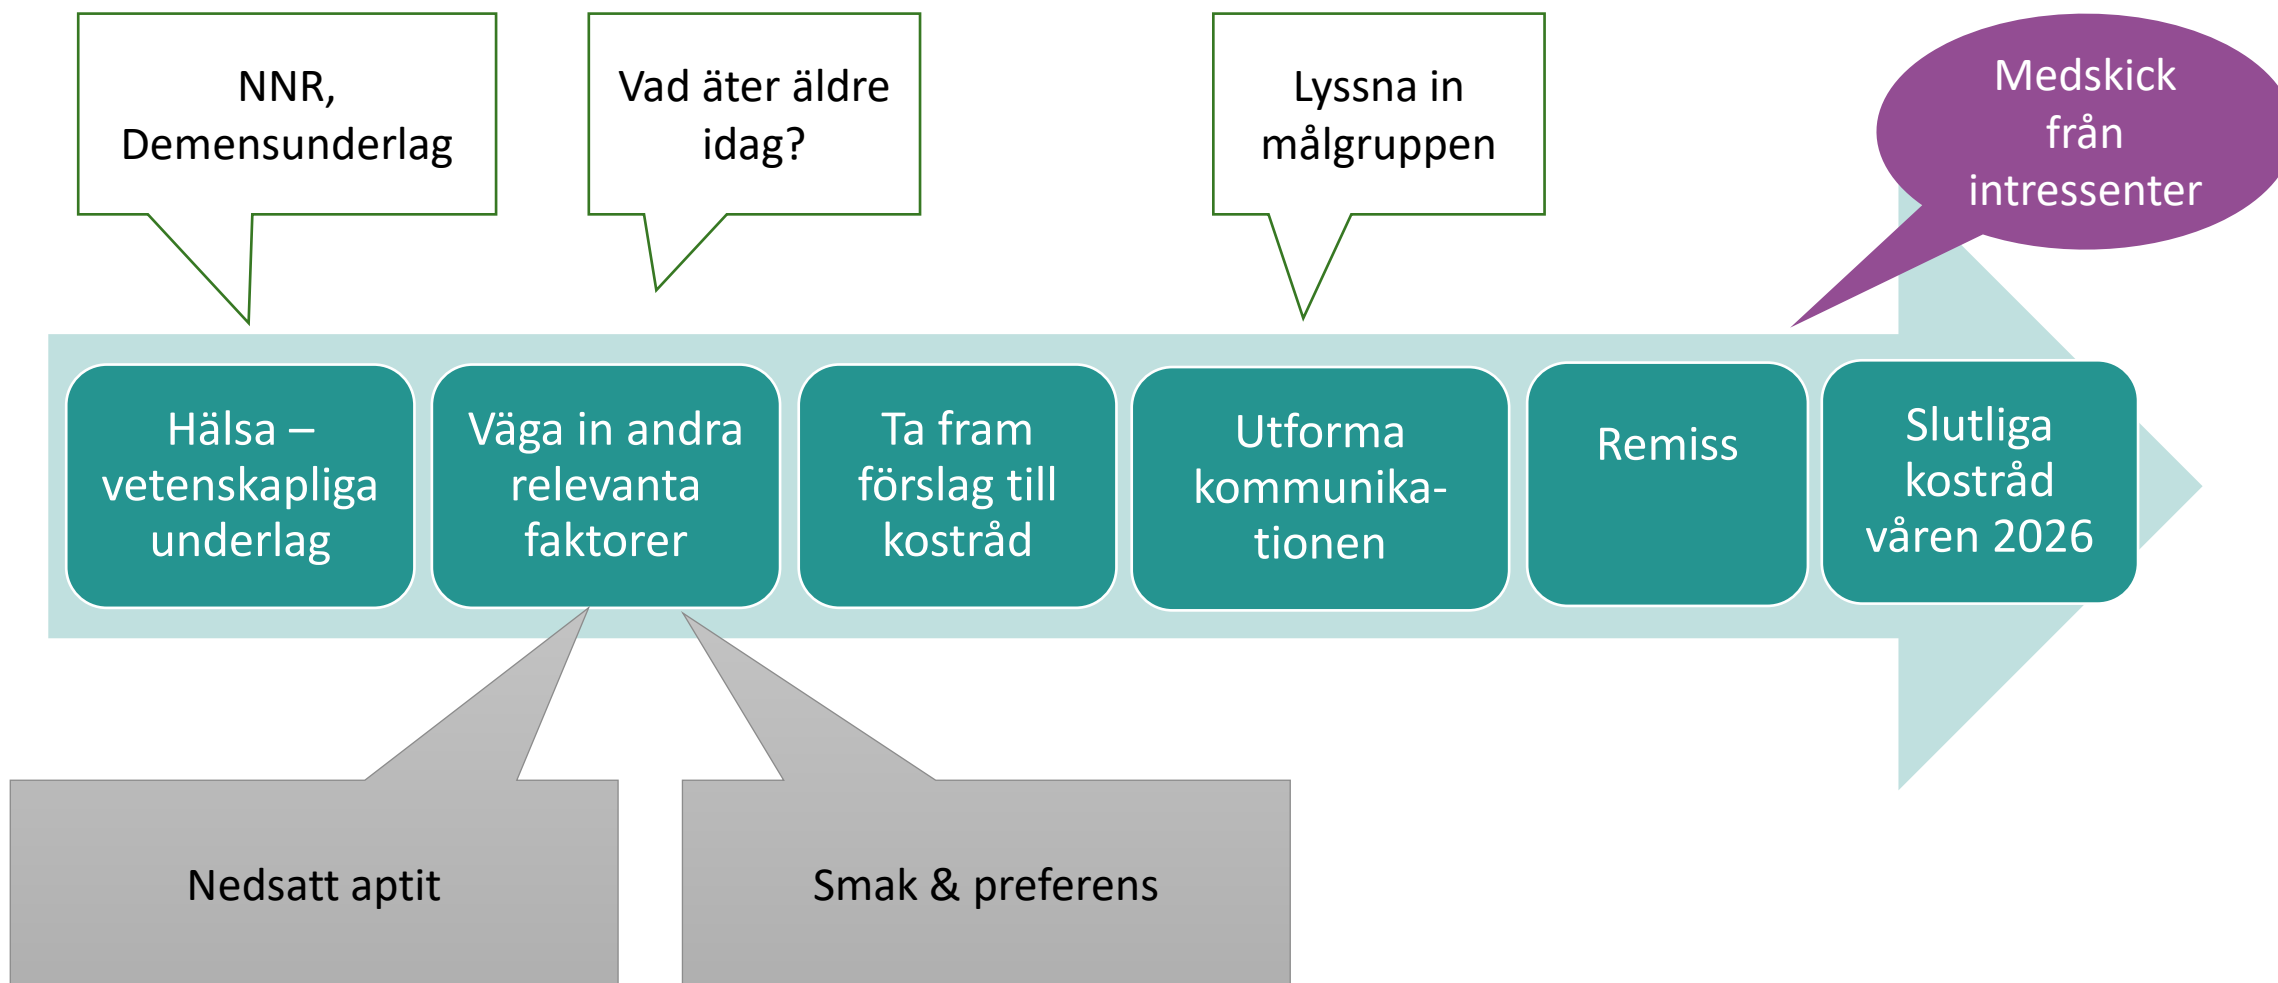 NNR,
Demensunderlag
Vad äter äldre
idag?
Lyssna in
målgruppen
Medskick
från
intressenter
Hälsa –
vetenskapliga
underlag
Väga in andra
relevanta
faktorer
Ta fram
förslag till
kostråd
Utforma
kommunika-
tionen
Remiss
Slutliga
kostråd
våren 2026
Nedsatt aptit
Smak & preferens